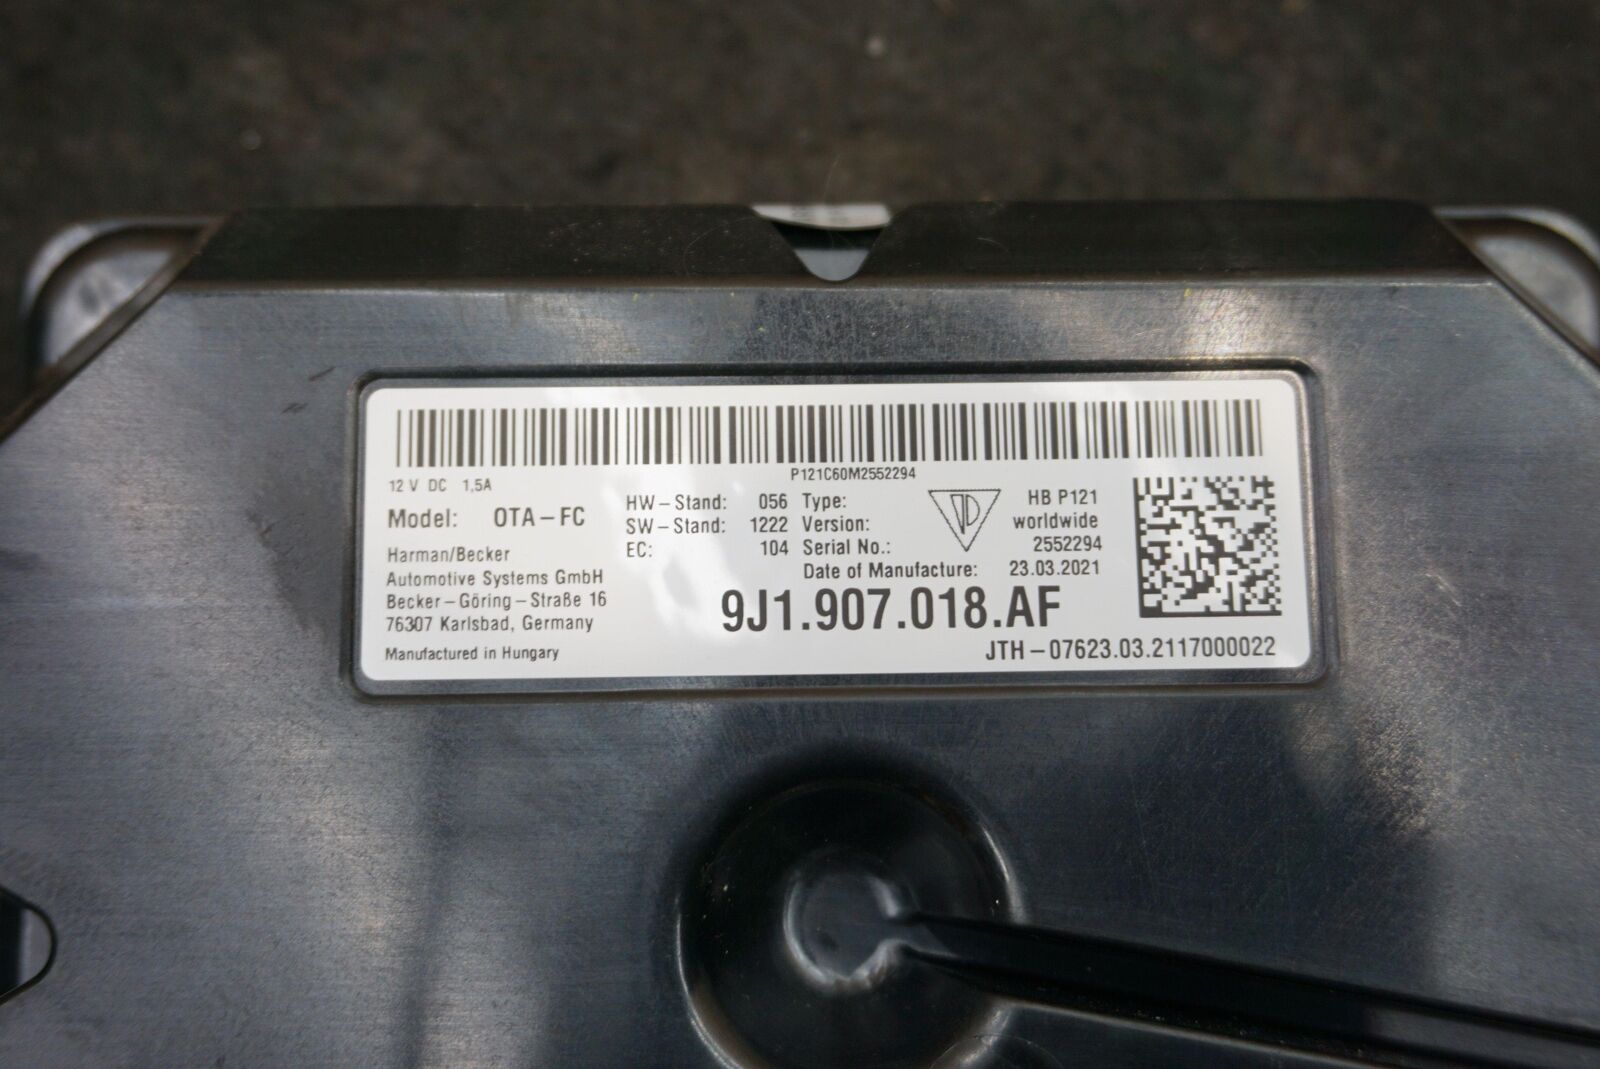 P121C60M2552294
12 V DC 1,5A
Model: OTA-FC
HW-Stand: 056
SW-Stand: 1222
EC: 104
Type: HB P121
Version: worldwide
Serial No.: 2552294
Date of Manufacture: 23.03.2021
Harman/Becker
Automotive Systems GmbH
Becker-Göring-Straße 16
76307 Karlsbad, Germany
Manufactured in Hungary
9J1.907.018.AF
JTH-07623.03.2117000022